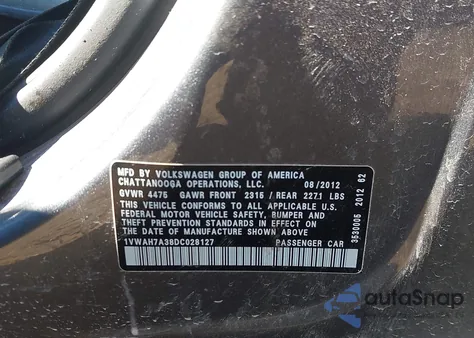 MFD BY VOLKSWAGEN GROUP OF AMERICA
CHATTANOOGA OPERATIONS, LLC. 08/2012
GVWR 4475 GAWR FRONT 2316 / REAR 2271 LBS
THIS VEHICLE CONFORMS TO ALL APPLICABLE
FEDERAL MOTOR VEHICLE SAFETY, BUMPER AND
THEFT PREVENTION STANDARDS IN EFFECT ON
THE DATE OF MANUFACTURE SHOWN ABOVE.
1VWAH7A38DC028127 PASSENGER CAR
3530005 2012 62
autoSnap